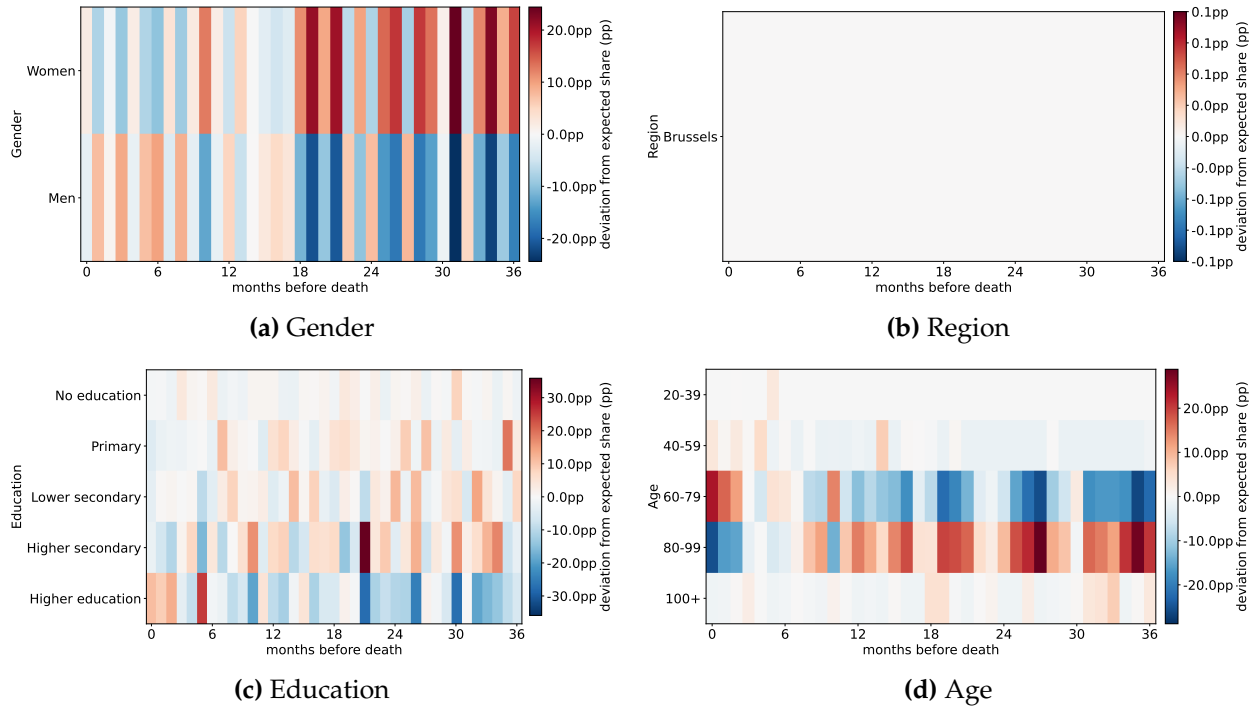 Gender
Women
Men
0 6 12 18 24 30 36
months before death
20.0pp
10.0pp
0.0pp
-10.0pp
-20.0pp
deviation from expected share (pp)
(a) Gender
Region
Brussels
0 6 12 18 24 30 36
months before death
0.1pp
0.1pp
0.1pp
0.0pp
0.0pp
-0.0pp
-0.1pp
-0.1pp
-0.1pp
deviation from expected share (pp)
(b) Region
Education
No education
Primary
Lower secondary
Higher secondary
Higher education
0 6 12 18 24 30 36
months before death
30.0pp
20.0pp
10.0pp
0.0pp
-10.0pp
-20.0pp
-30.0pp
deviation from expected share (pp)
(c) Education
Age
20-39
40-59
60-79
80-99
100+
0 6 12 18 24 30 36
months before death
20.0pp
10.0pp
0.0pp
-10.0pp
-20.0pp
deviation from expected share (pp)
(d) Age